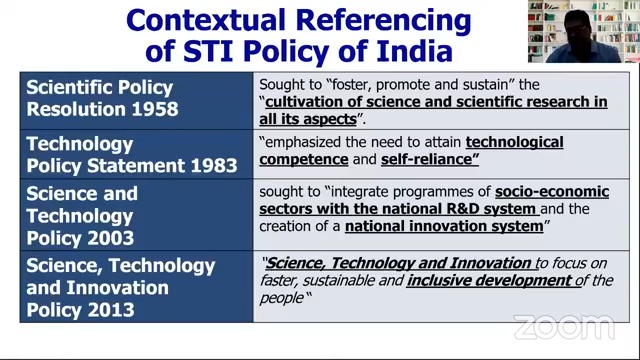 Contextual Referencing
of STI Policy of India
Scientific Policy
Resolution 1958
Sought to “foster, promote and sustain” the
“cultivation of science and scientific research in
all its aspects”.
Technology
Policy Statement 1983
“emphasized the need to attain technological
competence and self-reliance”
Science and
Technology
Policy 2003
sought to “integrate programmes of socio-economic
sectors with the national R&D system and the
creation of a national innovation system”
Science, Technology
and Innovation
Policy 2013
“Science, Technology and Innovation to focus on
faster, sustainable and inclusive development of the
people“
zoom